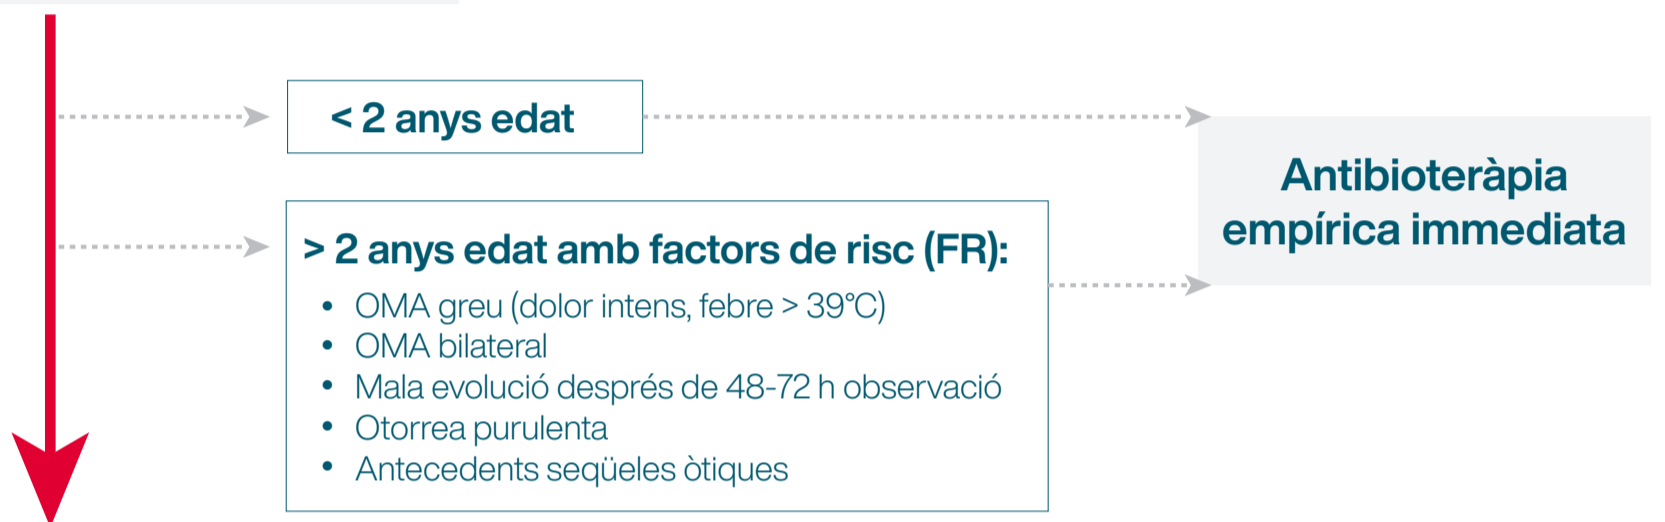 < 2 anys edat
Antibioteràpia
empírica immediata
> 2 anys edat amb factors de risc (FR):
• OMA greu (dolor intens, febre > 39°C)
• OMA bilateral
• Mala evolució després de 48-72 h observació
• Otorrea purulenta
• Antecedents seqüeles òtiques